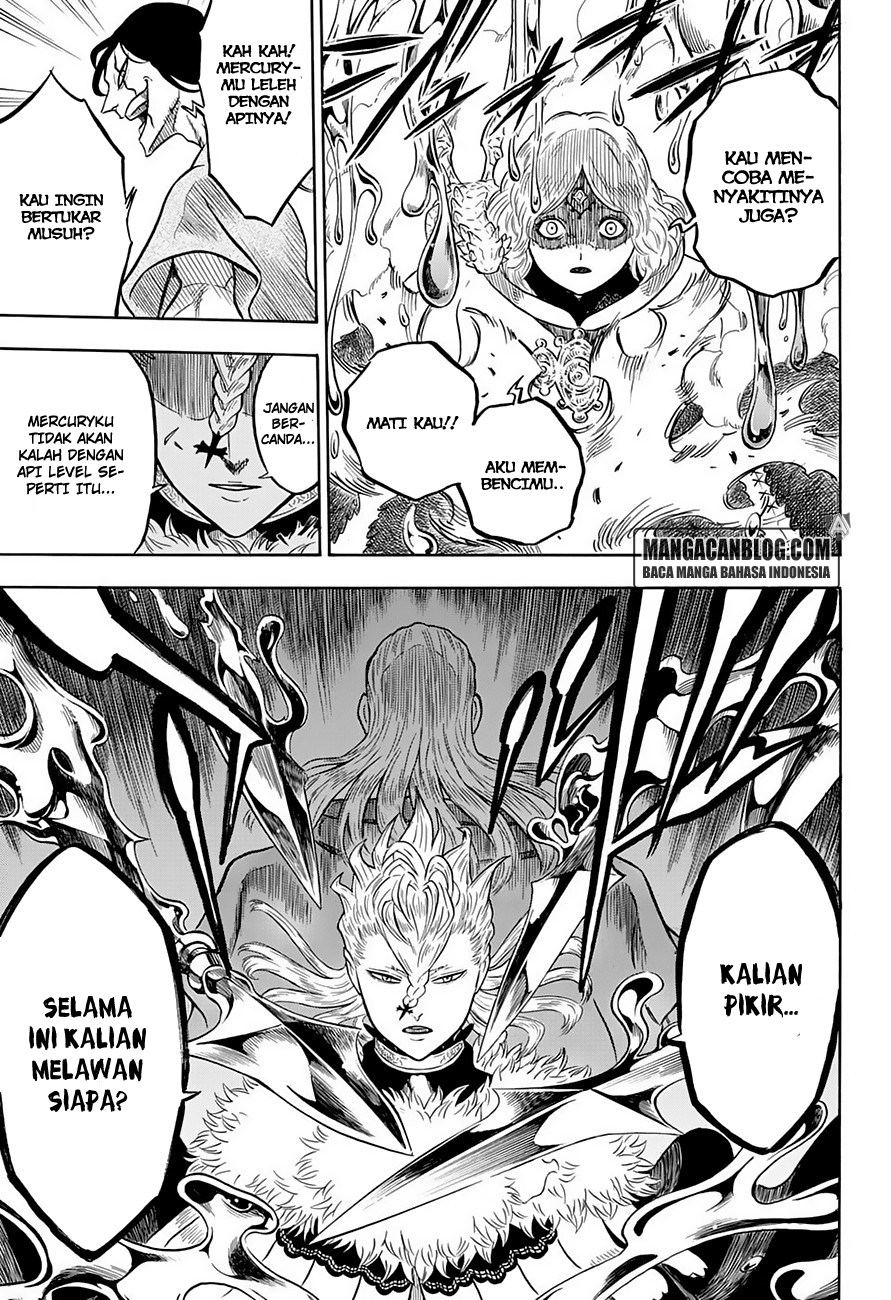 KAU MEN-
COBA ME-
NYAKITINYA
JUGA?
AKU MEM-
BENCIMU..
MATI KAU!!
KAH KAH!
MERCURY-
MU LELEH
DENGAN
APINYA!
KAU INGIN
BERTUKAR
MUSUH?
JANGAN
BER-
CANDA...
MERCURYKU
TIDAK AKAN
KALAH DENGAN
API LEVEL SE-
PERTI ITU...
MANGACANBLOG.COM
BACA MANGA BAHASA INDONESIA
KALIAN
PIKIR...
SELAMA
INI KALIAN
MELAWAN
SIAPA?